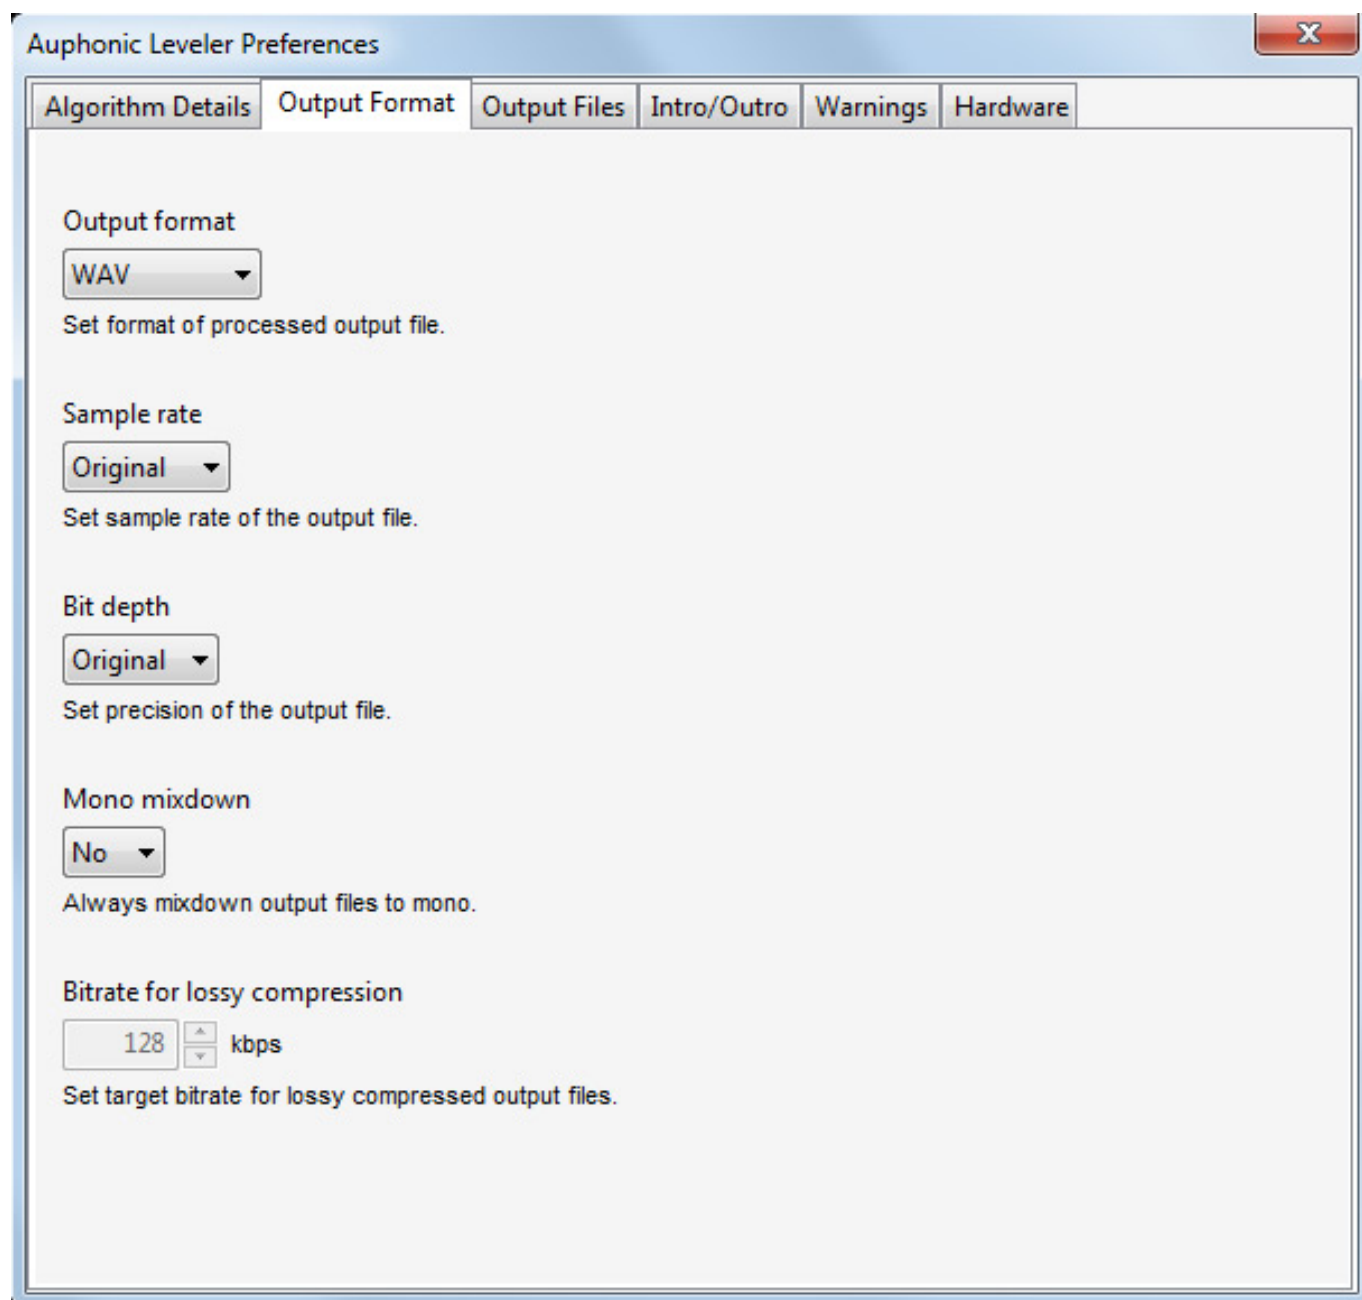 Auphonic Leveler Preferences
Algorithm Details Output Format Output Files Intro/Outro Warnings Hardware
Output format
WAV
Set format of processed output file.
Sample rate
Original
Set sample rate of the output file.
Bit depth
Original
Set precision of the output file.
Mono mixdown
No
Always mixdown output files to mono.
Bitrate for lossy compression
128 kbps
Set target bitrate for lossy compressed output files.